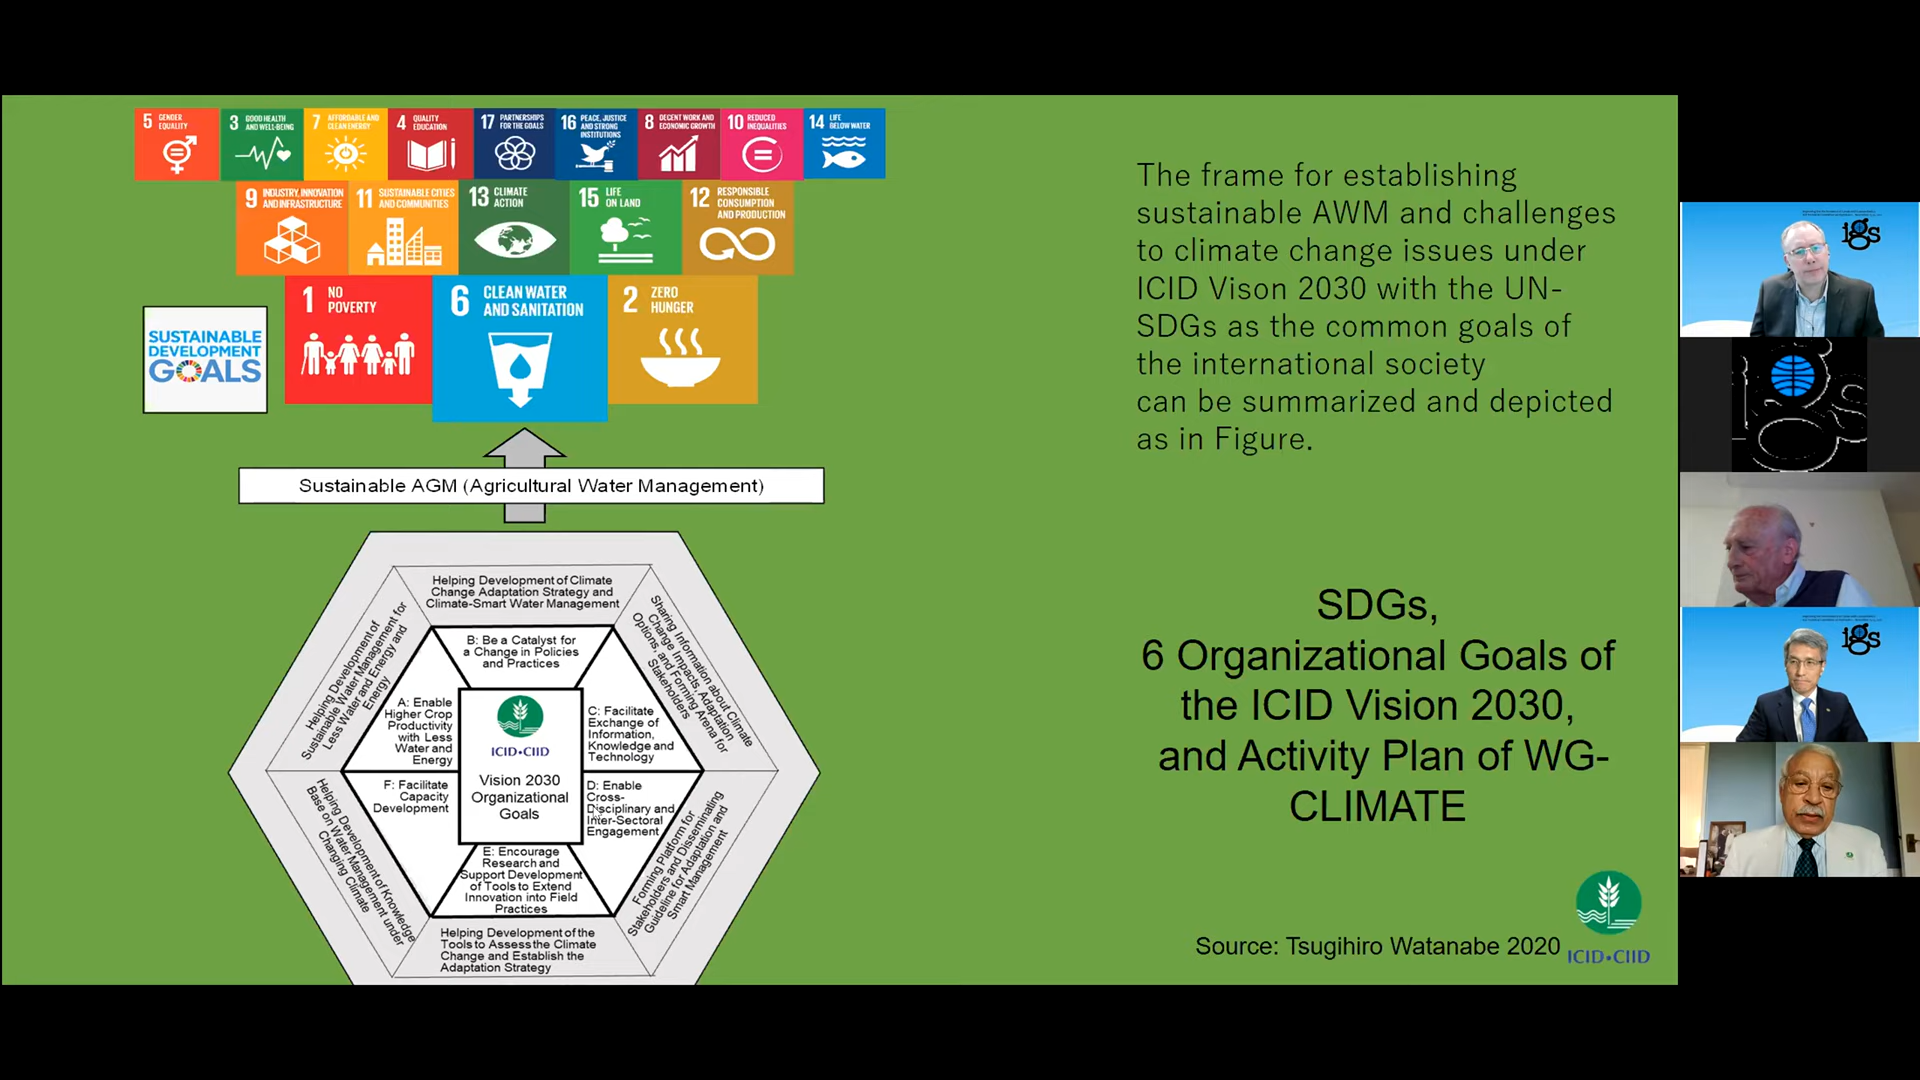 5 GENDER
EQUALITY
3 GOOD HEALTH
AND WELL-BEING
7 AFFORDABLE AND
CLEAN ENERGY
4 QUALITY
EDUCATION
17 PARTNERSHIPS
FOR THE GOALS
16 PEACE, JUSTICE
AND STRONG
INSTITUTIONS
8 DECENT WORK AND
ECONOMIC GROWTH
10 REDUCED
INEQUALITIES
14 LIFE
BELOW WATER
9 INDUSTRY, INNOVATION
AND INFRASTRUCTURE
11 SUSTAINABLE CITIES
AND COMMUNITIES
13 CLIMATE
ACTION
15 LIFE
ON LAND
12 RESPONSIBLE
CONSUMPTION
AND PRODUCTION
1 NO
POVERTY
6 CLEAN WATER
AND SANITATION
2 ZERO
HUNGER
SUSTAINABLE
DEVELOPMENT
GOALS
Sustainable AGM (Agricultural Water Management)
Helping Development of Climate
Change Adaptation Strategy and
Climate-Smart Water Management
Sharing Information about Climate
Change Impacts, Adaptation
Options, and Forming Arena for
Stakeholders
Forming Platform for
Stakeholders and Disseminating
Guideline for Adaptation and
Smart Management
Helping Development of the
Tools to Assess the Climate
Change and Establish the
Adaptation Strategy
Helping Development of Knowledge
Base on Water Management under
Changing Climate
Helping Development of
Sustainable Water Management for
Less Water and Energy and
Energy
B: Be a Catalyst for
a Change in Policies
and Practices
A: Enable
Higher Crop
Productivity
with Less
Water and
Energy
C: Facilitate
Exchange of
Information,
Knowledge and
Technology
F: Facilitate
Capacity
Development
D: Enable
Cross-
Disciplinary and
Inter-Sectoral
Engagement
E: Encourage
Research and
Support Development
of Tools to Extend
Innovation into Field
Practices
ICID•CIID
Vision 2030
Organizational
Goals
The frame for establishing
sustainable AWM and challenges
to climate change issues under
ICID Vison 2030 with the UN-
SDGs as the common goals of
the international society
can be summarized and depicted
as in Figure.
SDGs,
6 Organizational Goals of
the ICID Vision 2030,
and Activity Plan of WG-
CLIMATE
Source: Tsugihiro Watanabe 2020
ICID•CIID
igs
igs
igs